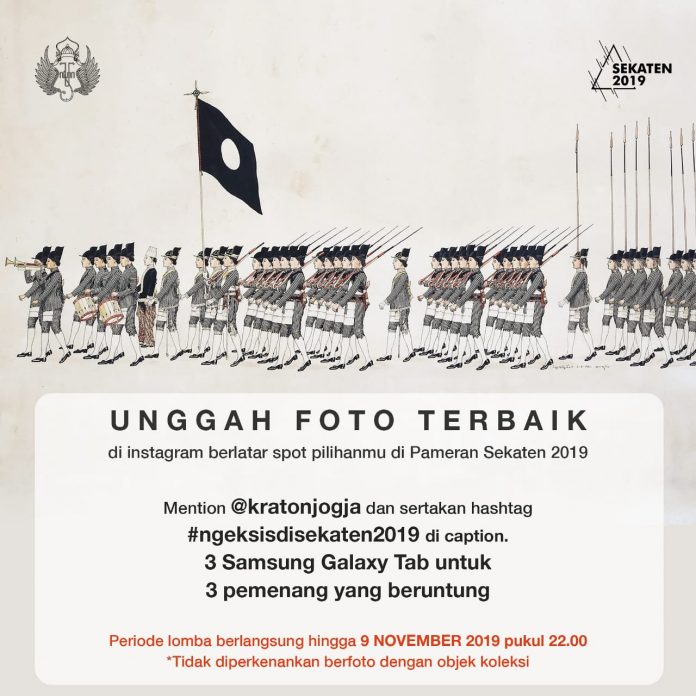 SEKATEN
2019
UNGGAH FOTO TERBAIK
di instagram berlatar spot pilihanmu di Pameran Sekaten 2019
Mention @kratonjogja dan sertakan hashtag
#ngeksisdisekaten2019 di caption.
3 Samsung Galaxy Tab untuk
3 pemenang yang beruntung
Periode lomba berlangsung hingga 9 NOVEMBER 2019 pukul 22.00
*Tidak diperkenankan berfoto dengan objek koleksi